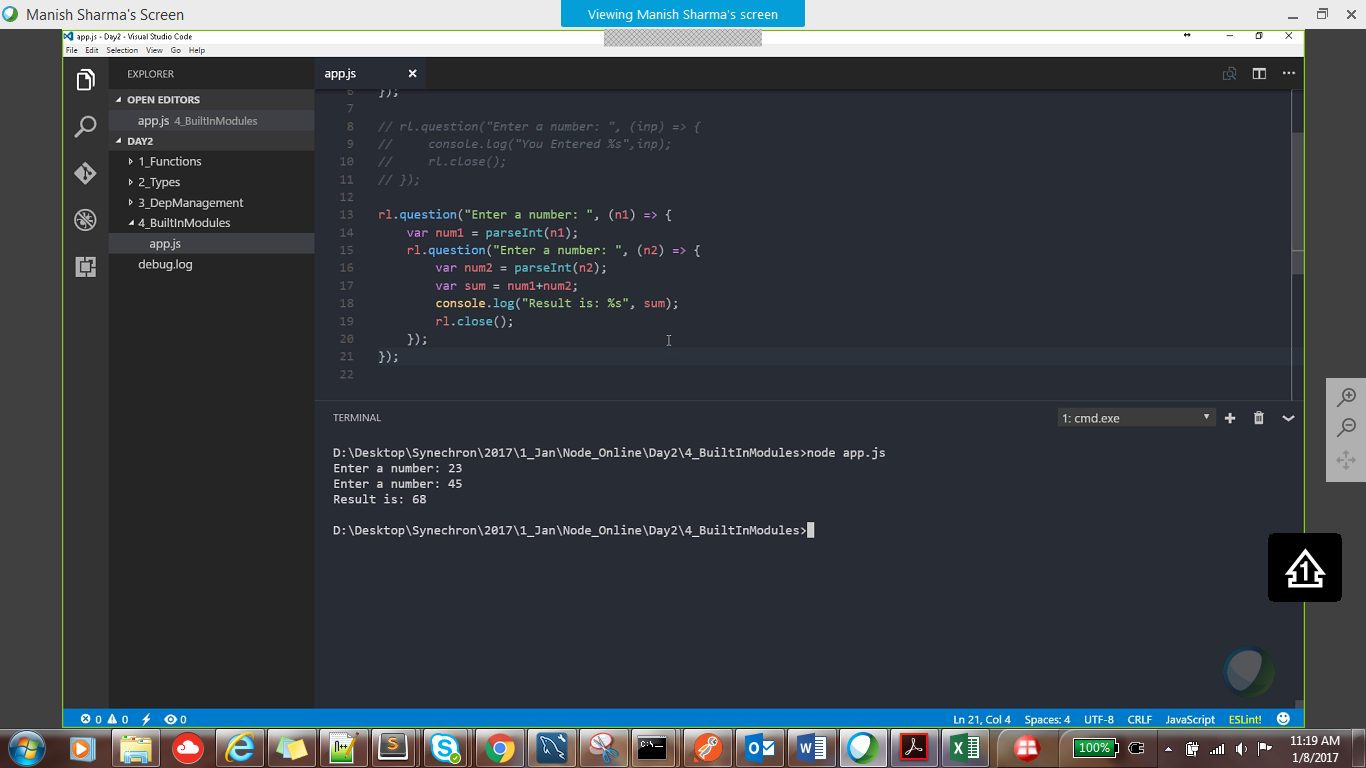 Manish Sharma's Screen
Viewing Manish Sharma's screen
app.js - Day2 - Visual Studio Code
File Edit Selection View Go Help
EXPLORER
OPEN EDITORS
app.js 4_BuiltInModules
DAY2
1_Functions
2_Types
3_DepManagement
4_BuiltInModules
app.js
debug.log
app.js
6 });
7
8 // rl.question("Enter a number: ", (inp) => {
9 //     console.log("You Entered %s",inp);
10 //     rl.close();
11 // });
12
13 rl.question("Enter a number: ", (n1) => {
14     var num1 = parseInt(n1);
15     rl.question("Enter a number: ", (n2) => {
16         var num2 = parseInt(n2);
17         var sum = num1+num2;
18         console.log("Result is: %s", sum);
19         rl.close();
20     });
21 });
22
TERMINAL
1: cmd.exe
D:\Desktop\Synechron\2017\1_Jan\Node_Online\Day2\4_BuiltInModules>node app.js
Enter a number: 23
Enter a number: 45
Result is: 68
D:\Desktop\Synechron\2017\1_Jan\Node_Online\Day2\4_BuiltInModules>
1
0 0 0
Ln 21, Col 4 Spaces: 4 UTF-8 CRLF JavaScript ESLint!
100%
11:19 AM
1/8/2017